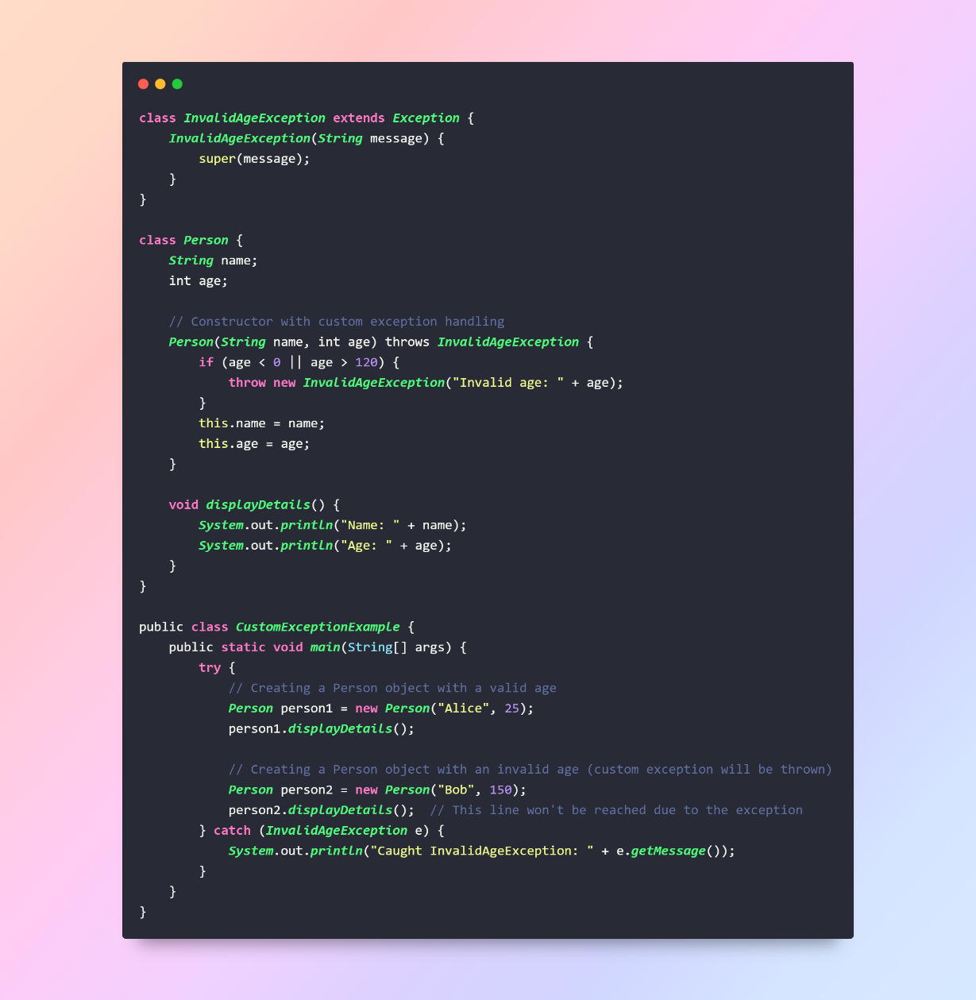 class InvalidAgeException extends Exception {
    InvalidAgeException(String message) {
        super(message);
    }
}

class Person {
    String name;
    int age;

    // Constructor with custom exception handling
    Person(String name, int age) throws InvalidAgeException {
        if (age < 0 || age > 120) {
            throw new InvalidAgeException("Invalid age: " + age);
        }
        this.name = name;
        this.age = age;
    }

    void displayDetails() {
        System.out.println("Name: " + name);
        System.out.println("Age: " + age);
    }
}

public class CustomExceptionExample {
    public static void main(String[] args) {
        try {
            // Creating a Person object with a valid age
            Person person1 = new Person("Alice", 25);
            person1.displayDetails();

            // Creating a Person object with an invalid age (custom exception will be thrown)
            Person person2 = new Person("Bob", 150);
            person2.displayDetails();  // This line won't be reached due to the exception
        } catch (InvalidAgeException e) {
            System.out.println("Caught InvalidAgeException: " + e.getMessage());
        }
    }
}